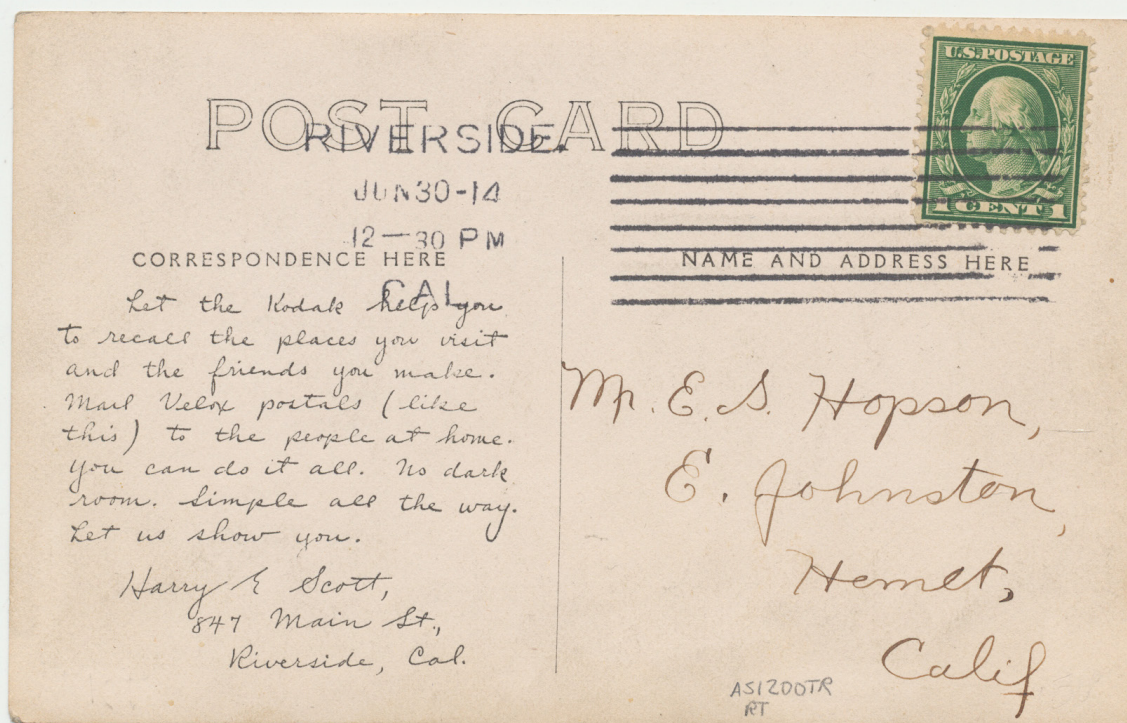 U.S. POSTAGE
1 CENT 1
POST CARD
RIVERSIDE.
JUN 30-14
12-30 PM
CAL.
CORRESPONDENCE HERE
Let the Kodak help you
to recall the places you visit
and the friends you make.
Mail Velox postals (like
this) to the people at home.
You can do it all. No dark
room. Simple all the way.
Let us show you.
Harry E Scott,
847 Main St.,
Riverside, Cal.
NAME AND ADDRESS HERE
Mr. E. S. Hopson,
E. Johnston,
Hemet,
Calif
AS1200TR
RT